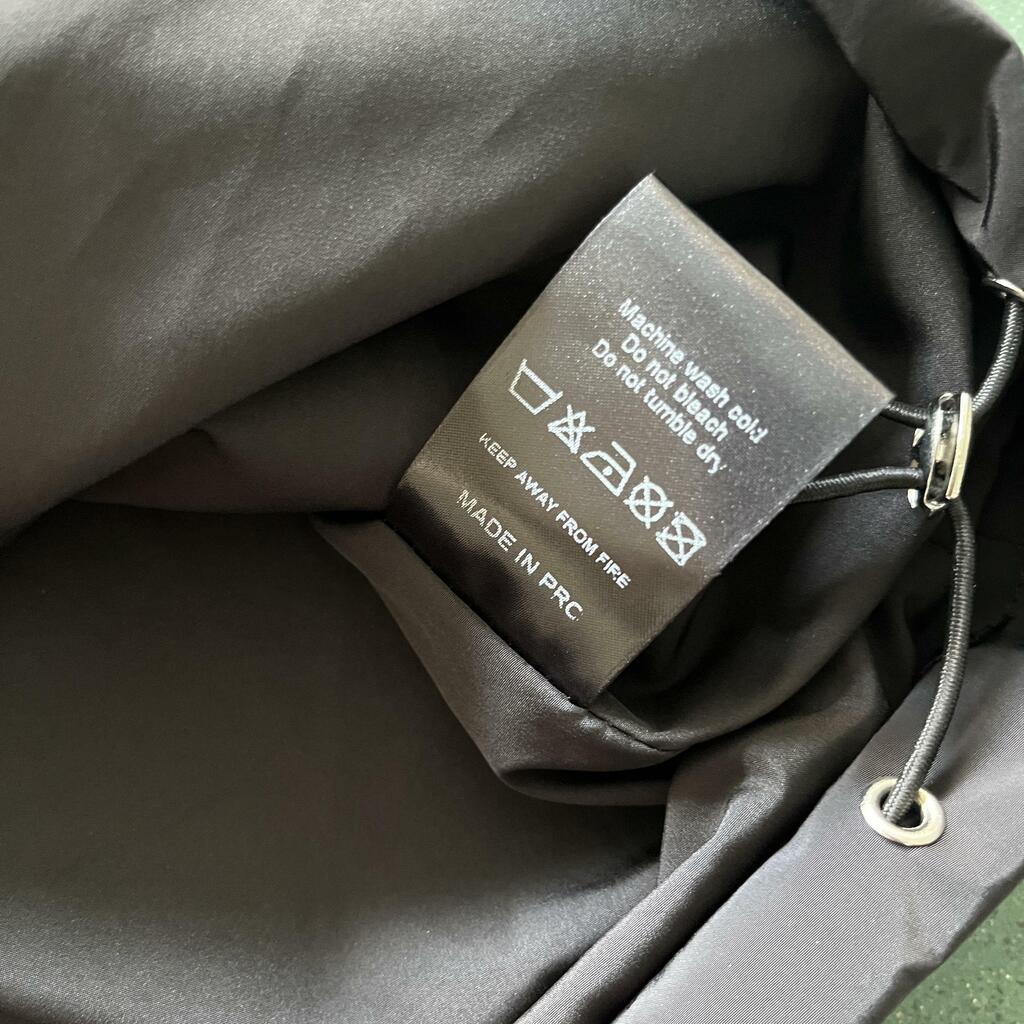 Machine wash cold
Do not bleach
Do not tumble dry
KEEP AWAY FROM FIRE
MADE IN PRC